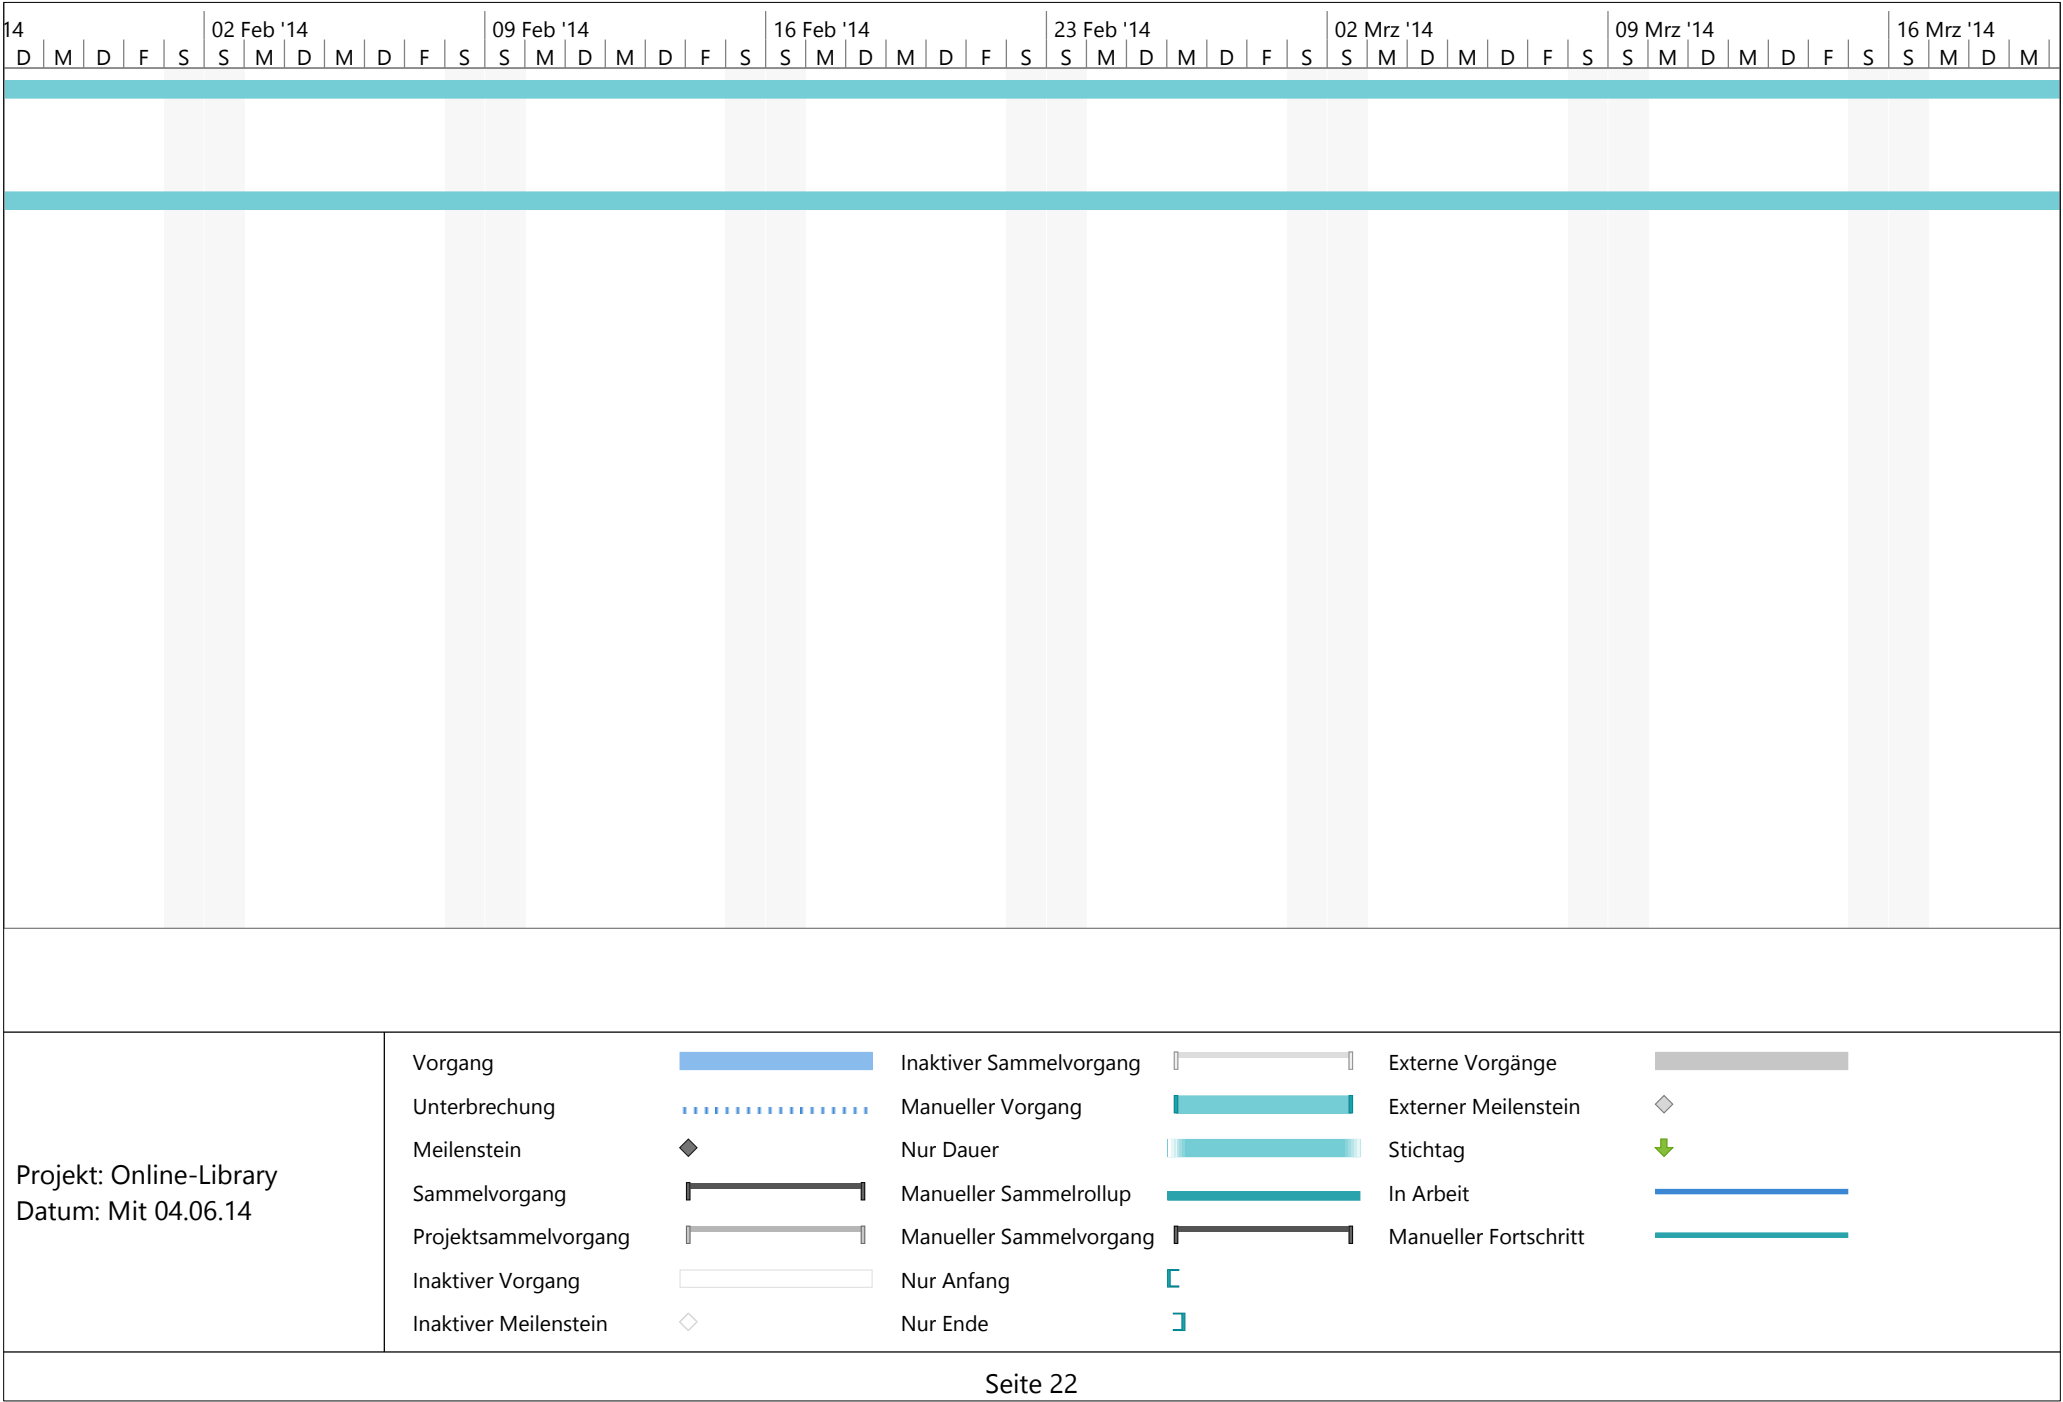 14 02 Feb '14 09 Feb '14 16 Feb '14 23 Feb '14 02 Mrz '14 09 Mrz '14 16 Mrz '14
D M D F S S M D M D F S S M D M D F S S M D M D F S S M D M D F S S M D M D F S S M D M D F S S M D M
Vorgang
Unterbrechung
Meilenstein
Sammelvorgang
Projektsammelvorgang
Inaktiver Vorgang
Inaktiver Meilenstein
Inaktiver Sammelvorgang
Manueller Vorgang
Nur Dauer
Manueller Sammelrollup
Manueller Sammelvorgang
Nur Anfang
Nur Ende
Externe Vorgänge
Externer Meilenstein
Stichtag
In Arbeit
Manueller Fortschritt
Projekt: Online-Library
Datum: Mit 04.06.14
Seite 22